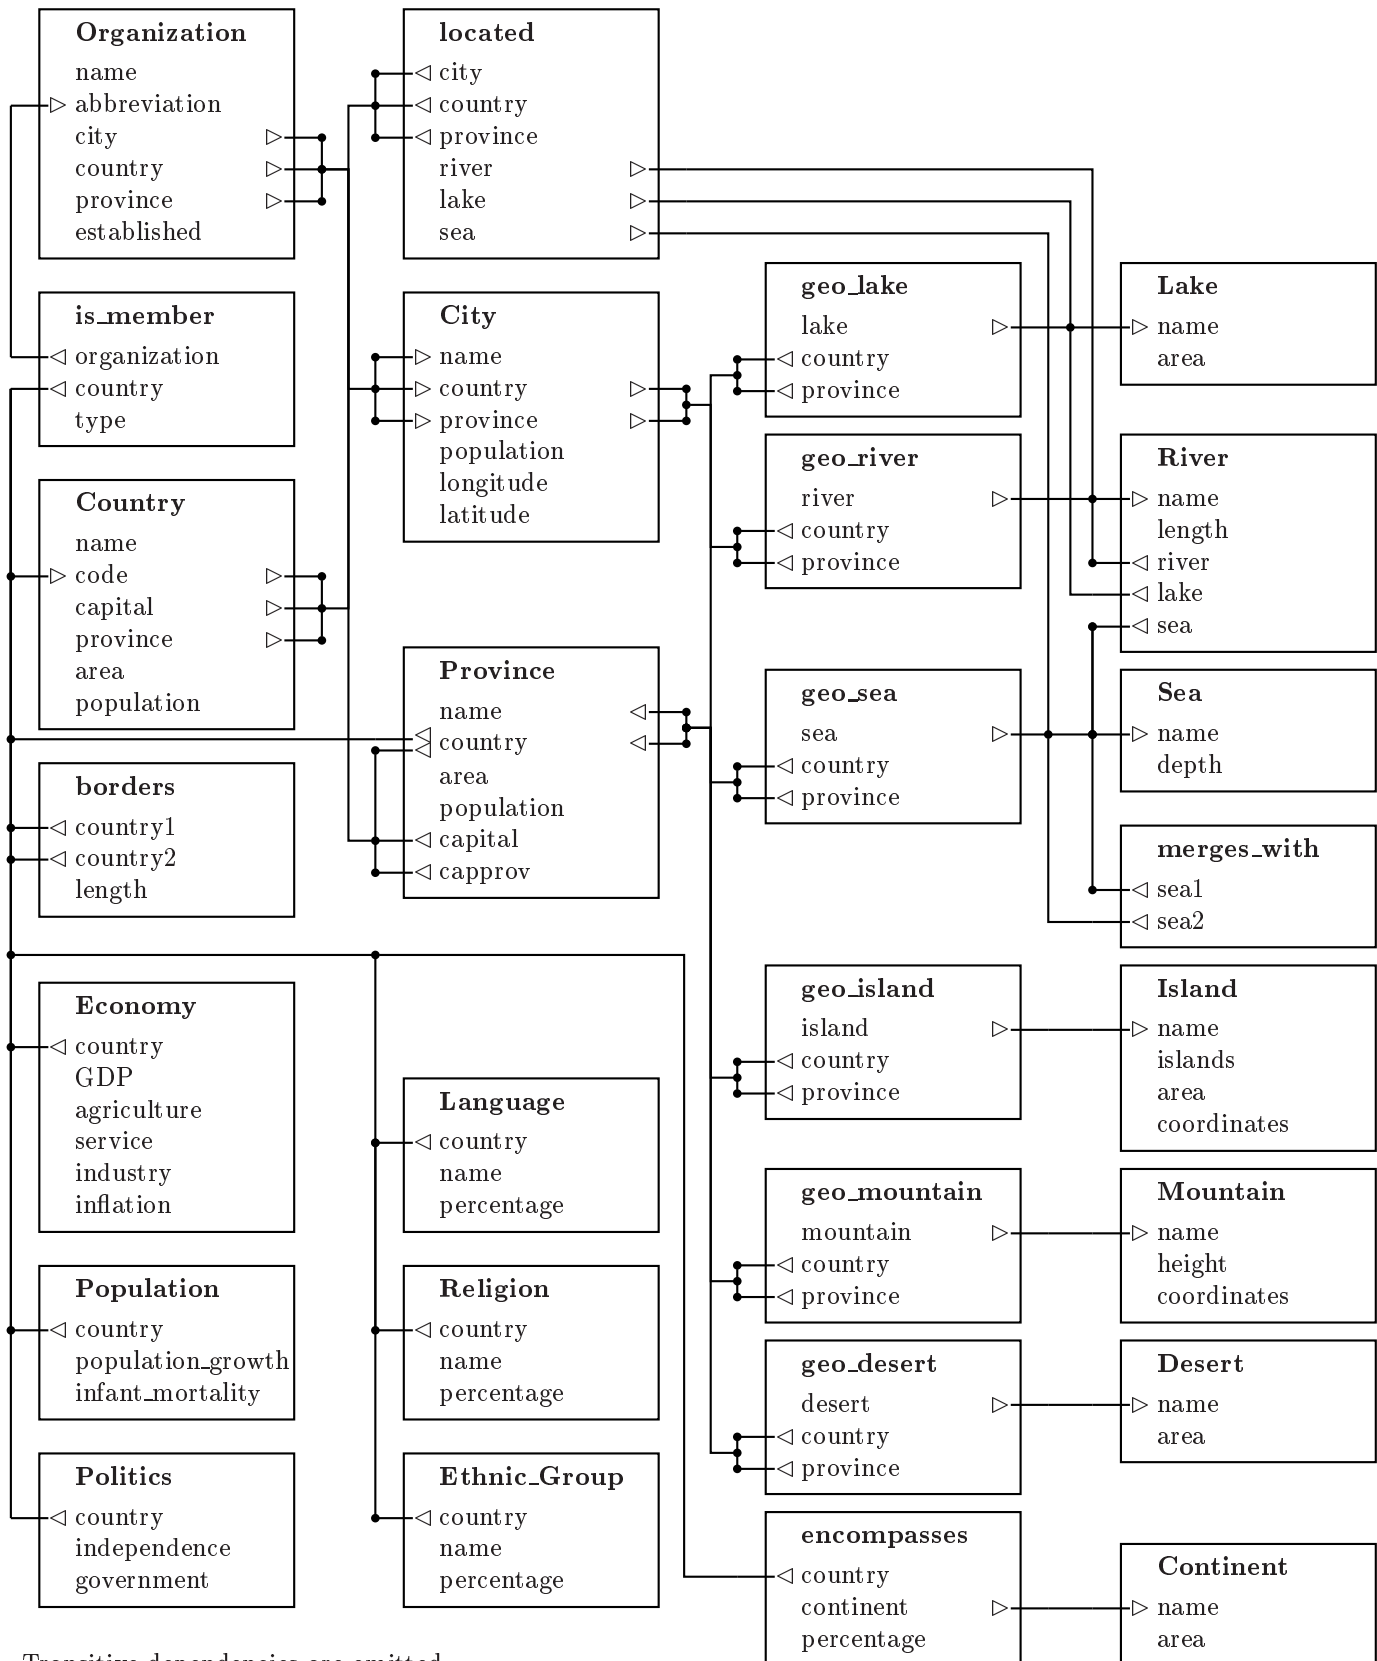 Organization
name
abbreviation
city
country
province
established
is_member
organization
country
type
Country
name
code
capital
province
area
population
borders
country1
country2
length
Economy
country
GDP
agriculture
service
industry
inflation
Population
country
population_growth
infant_mortality
Politics
country
independence
government
located
city
country
province
river
lake
sea
City
name
country
province
population
longitude
latitude
Province
name
country
area
population
capital
capprov
Language
country
name
percentage
Religion
country
name
percentage
Ethnic_Group
country
name
percentage
geo_lake
lake
country
province
geo_river
river
country
province
geo_sea
sea
country
province
geo_island
island
country
province
geo_mountain
mountain
country
province
geo_desert
desert
country
province
encompasses
country
continent
percentage
Lake
name
area
River
name
length
river
lake
sea
Sea
name
depth
merges_with
sea1
sea2
Island
name
islands
area
coordinates
Mountain
name
height
coordinates
Desert
name
area
Continent
name
area
Transitive dependencies are omitted